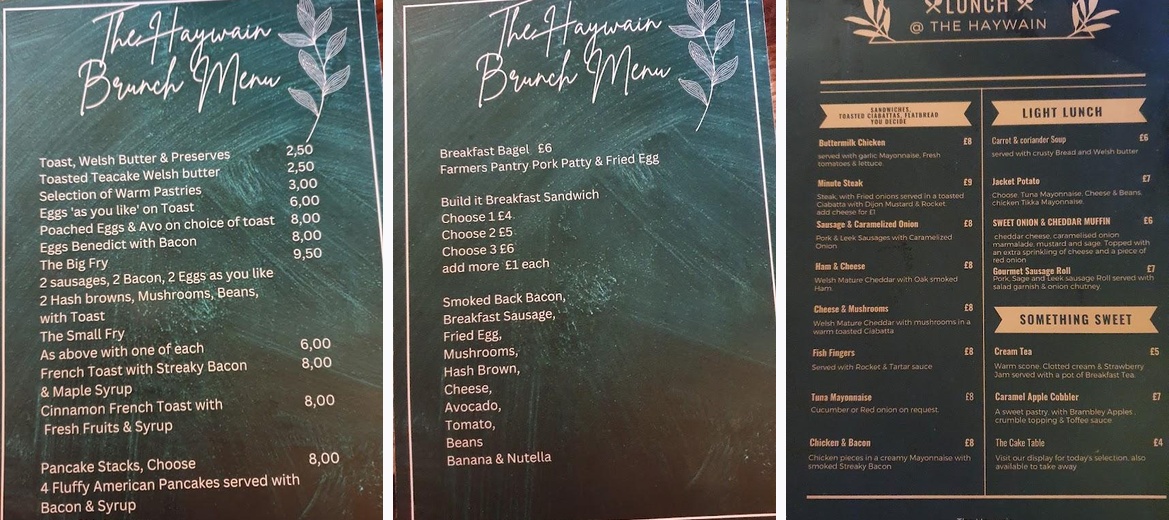 The Haywain
Brunch Menu
Toast, Welsh Butter & Preserves 2,50
Toasted Teacake Welsh butter 2,50
Selection of Warm Pastries 3,00
Eggs 'as you like' on Toast 6,00
Poached Eggs & Avo on choice of toast 8,00
Eggs Benedict with Bacon 8,00
The Big Fry 9,50
2 sausages, 2 Bacon, 2 Eggs as you like
2 Hash browns, Mushrooms, Beans,
with Toast
The Small Fry
As above with one of each 6,00
French Toast with Streaky Bacon 8,00
& Maple Syrup
Cinnamon French Toast with 8,00
Fresh Fruits & Syrup
Pancake Stacks, Choose 8,00
4 Fluffy American Pancakes served with
Bacon & Syrup
The Haywain
Brunch Menu
Breakfast Bagel £6
Farmers Pantry Pork Patty & Fried Egg
Build it Breakfast Sandwich
Choose 1 £4
Choose 2 £5
Choose 3 £6
add more £1 each
Smoked Back Bacon,
Breakfast Sausage,
Fried Egg,
Mushrooms,
Hash Brown,
Cheese,
Avocado,
Tomato,
Beans
Banana & Nutella
LUNCH
@ THE HAYWAIN
SANDWICHES,
TOASTED CIABATTAS, FLATBREAD
YOU DECIDE
Buttermilk Chicken £8
served with garlic Mayonnaise, Fresh
tomatoes & lettuce.
Minute Steak £9
Steak, with Fried onions served in a toasted
Ciabatta with Dijon Mustard & Rocket
add cheese for £1
Sausage & Caramelized Onion £8
Pork & Leek Sausages with Caramelized
Onion
Ham & Cheese £8
Welsh Mature Cheddar with Oak smoked
Ham.
Cheese & Mushrooms £8
Welsh Mature Cheddar with mushrooms in a
warm toasted Ciabatta
Fish Fingers £8
Served with Rocket & Tartar sauce
Tuna Mayonnaise £8
Cucumber or Red onion on request
Chicken & Bacon £8
Chicken pieces in a creamy Mayonnaise with
smoked Streaky Bacon
LIGHT LUNCH
Carrot & coriander Soup £6
served with crusty Bread and Welsh butter
Jacket Potato £7
Choose, Tuna Mayonnaise, Cheese & Beans,
chicken Tikka Mayonnaise.
SWEET ONION & CHEDDAR MUFFIN £6
cheddar cheese, caramelised onion
marmalade, mustard and sage. Topped with
an extra sprinkling of cheese and a piece of
red onion
Gourmet Sausage Roll £7
Pork, Sage and Leek sausage Roll served with
salad garnish & onion chutney.
SOMETHING SWEET
Cream Tea £5
Warm scone, Clotted cream & Strawberry
Jam served with a pot of Breakfast Tea.
Caramel Apple Cobbler £7
A sweet pastry, with Brambley Apples,
crumble topping & Toffee sauce
The Cake Table £4
Visit our display for today's selection, also
available to take away